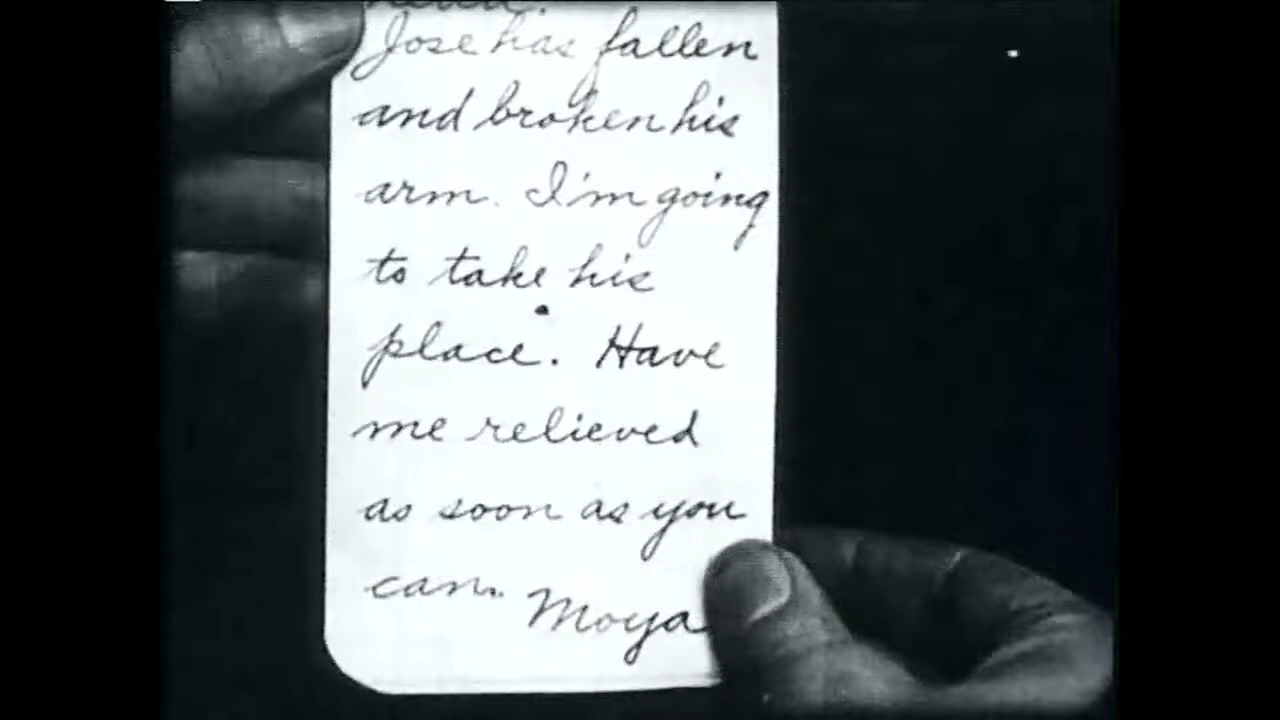 Jose has fallen
and broken his
arm. I'm going
to take his
place. Have
me relieved
as soon as you
can.
Moya